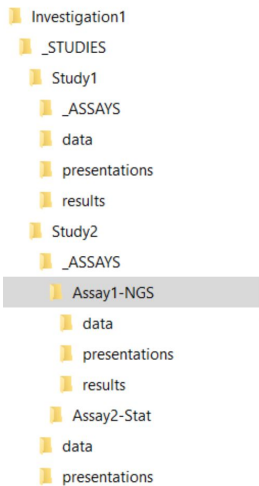 Investigation1
_STUDIES
Study1
_ASSAYS
data
presentations
results
Study2
_ASSAYS
Assay1-NGS
data
presentations
results
Assay2-Stat
data
presentations